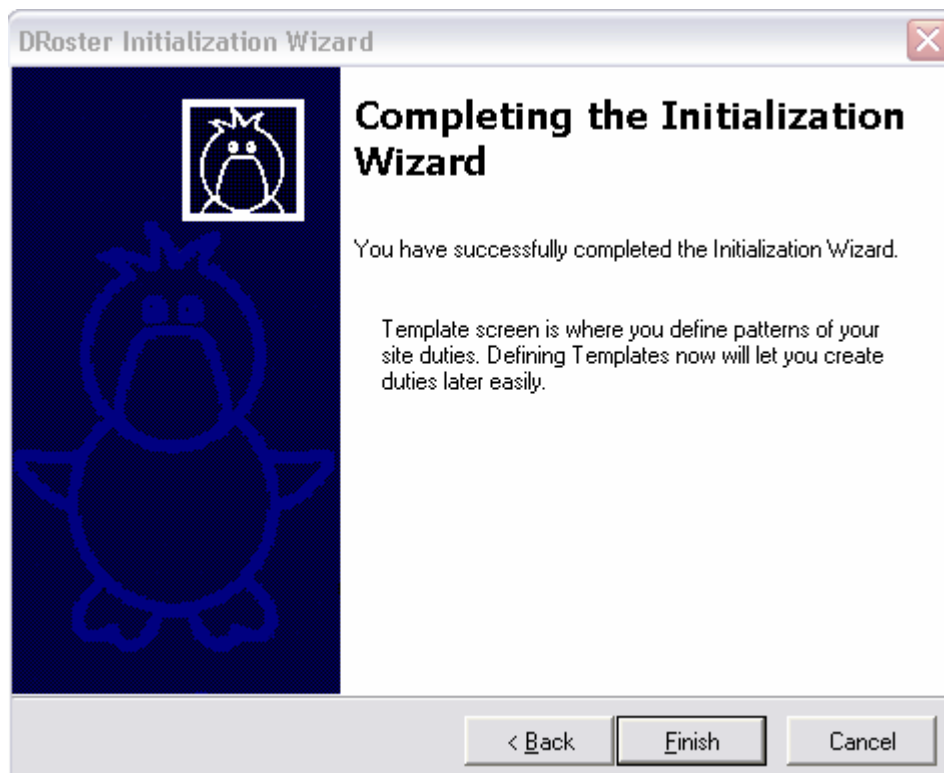 DRoster Initialization Wizard
Completing the Initialization
Wizard
You have successfully completed the Initialization Wizard.
Template screen is where you define patterns of your
site duties. Defining Templates now will let you create
duties later easily.
< Back
Finish
Cancel